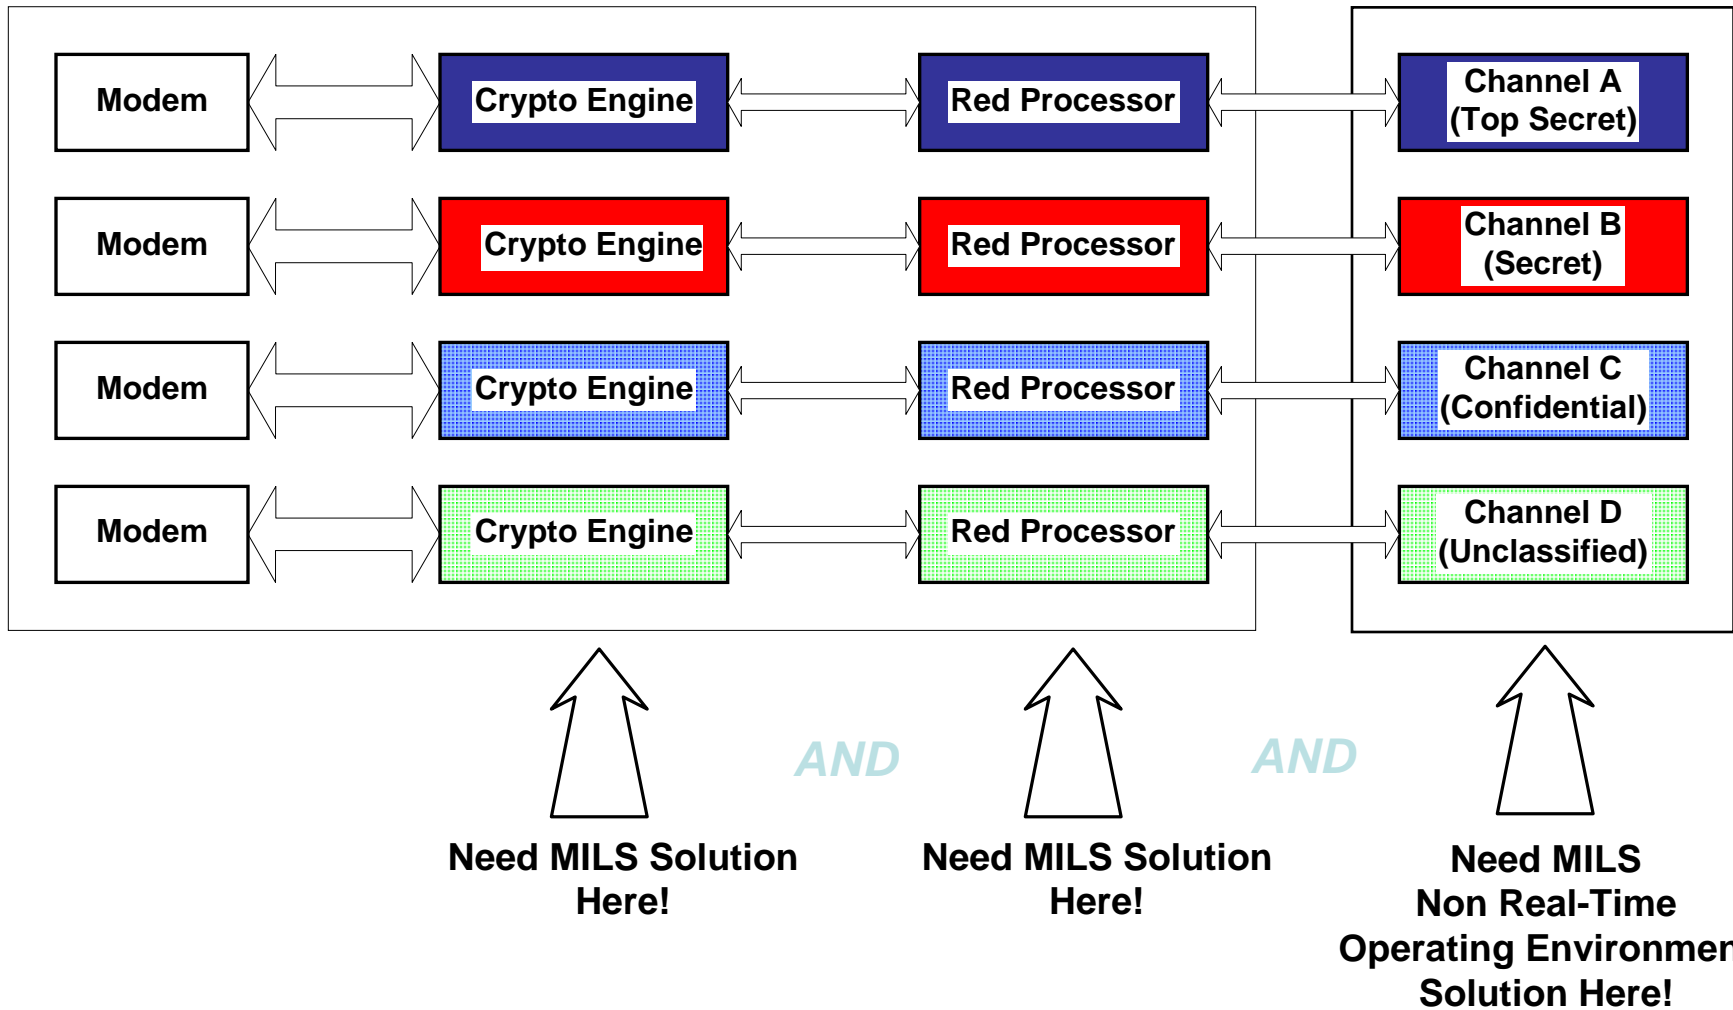 Modem
Crypto Engine
Red Processor
Channel A
(Top Secret)
Modem
Crypto Engine
Red Processor
Channel B
(Secret)
Modem
Crypto Engine
Red Processor
Channel C
(Confidential)
Modem
Crypto Engine
Red Processor
Channel D
(Unclassified)
AND
AND
Need MILS Solution
Here!
Need MILS Solution
Here!
Need MILS
Non Real-Time
Operating Environmen
Solution Here!